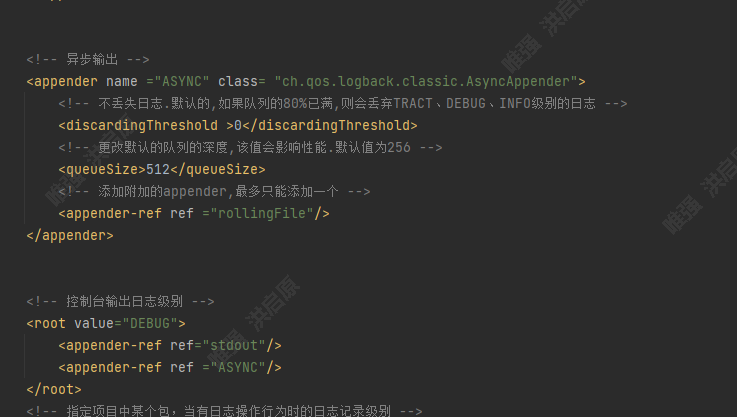 <!-- 异步输出 -->
<appender name ="ASYNC" class= "ch.qos.logback.classic.AsyncAppender">
<!-- 不丢失日志.默认的,如果队列的80%已满,则会丢弃TRACT、DEBUG、INFO级别的日志 -->
<discardingThreshold >0</discardingThreshold>
<!-- 更改默认的队列的深度,该值会影响性能.默认值为256 -->
<queueSize>512</queueSize>
<!-- 添加附加的appender,最多只能添加一个 -->
<appender-ref ref ="rollingFile"/>
</appender>
<!-- 控制台输出日志级别 -->
<root value="DEBUG">
<appender-ref ref="stdout"/>
<appender-ref ref ="ASYNC"/>
</root>
<!-- 指定项目中某个包，当有日志操作行为时的日志记录级别 -->
唯强 洪启原
唯强 洪启原
唯强 洪启原
唯强 洪启原